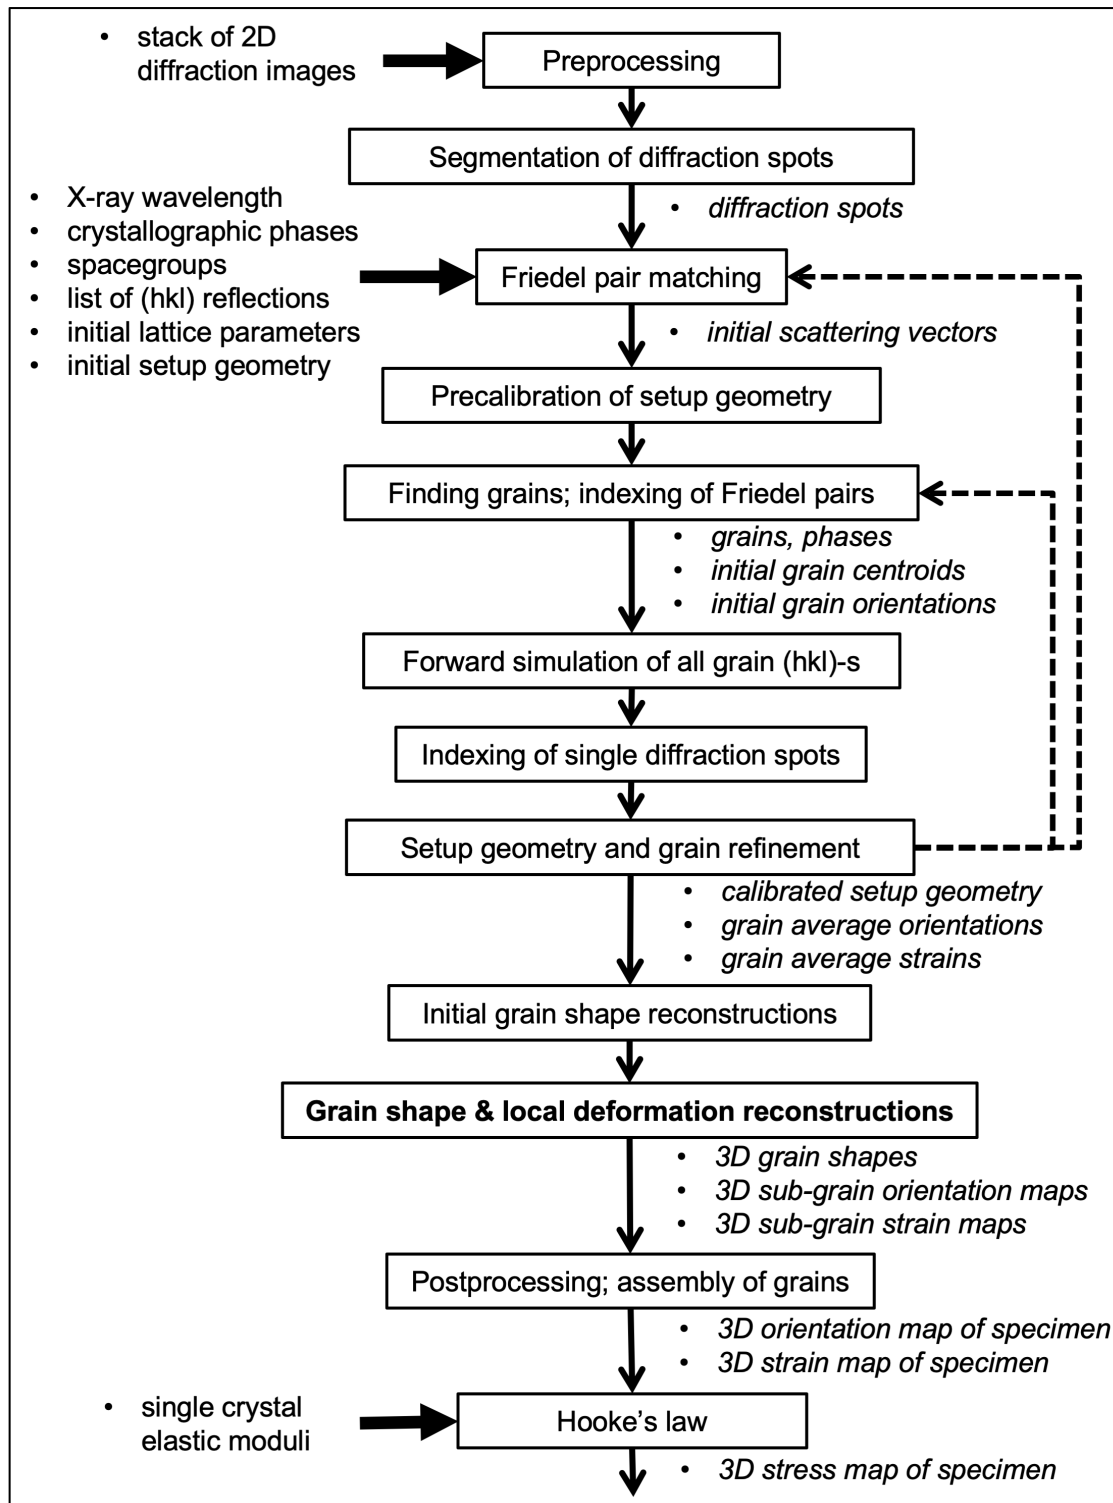 • stack of 2D
diffraction images
Preprocessing
Segmentation of diffraction spots
• diffraction spots
• X-ray wavelength
• crystallographic phases
• spacegroups
• list of (hkl) reflections
• initial lattice parameters
• initial setup geometry
Friedel pair matching
• initial scattering vectors
Precalibration of setup geometry
Finding grains; indexing of Friedel pairs
• grains, phases
• initial grain centroids
• initial grain orientations
Forward simulation of all grain (hkl)-s
Indexing of single diffraction spots
Setup geometry and grain refinement
• calibrated setup geometry
• grain average orientations
• grain average strains
Initial grain shape reconstructions
Grain shape & local deformation reconstructions
• 3D grain shapes
• 3D sub-grain orientation maps
• 3D sub-grain strain maps
Postprocessing; assembly of grains
• 3D orientation map of specimen
• 3D strain map of specimen
• single crystal
elastic moduli
Hooke’s law
• 3D stress map of specimen